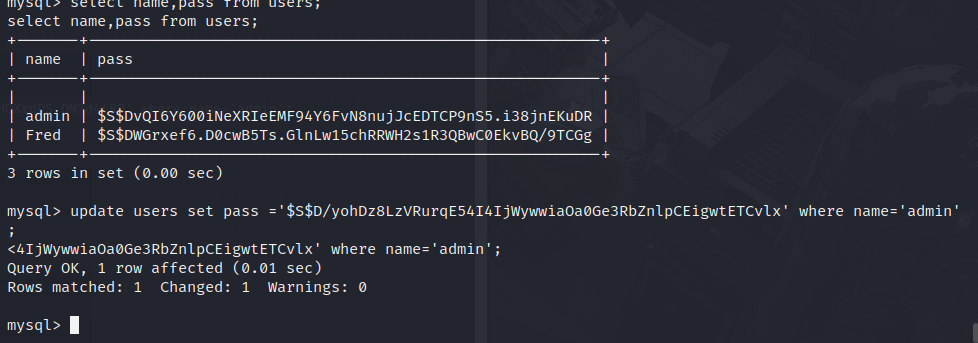 mysql> select name,pass from users;
select name,pass from users;
+-------+---------------------------------------------------------+
| name  | pass                                                    |
+-------+---------------------------------------------------------+
|       |                                                         |
| admin | $S$DvQI6Y600iNeXRIeEMF94Y6FvN8nujJcEDTCP9nS5.i38jnEKuDR |
| Fred  | $S$DWGrxef6.D0cwB5Ts.GlnLw15chRRWH2s1R3QBwC0EkvBQ/9TCGg |
+-------+---------------------------------------------------------+
3 rows in set (0.00 sec)
mysql> update users set pass ='$S$D/yohDz8LzVRurqE54I4IjWywwiaOa0Ge3RbZnlpCEigwtETCvlx' where name='admin'
;
<4IjWywwiaOa0Ge3RbZnlpCEigwtETCvlx' where name='admin';
Query OK, 1 row affected (0.01 sec)
Rows matched: 1  Changed: 1  Warnings: 0
mysql>